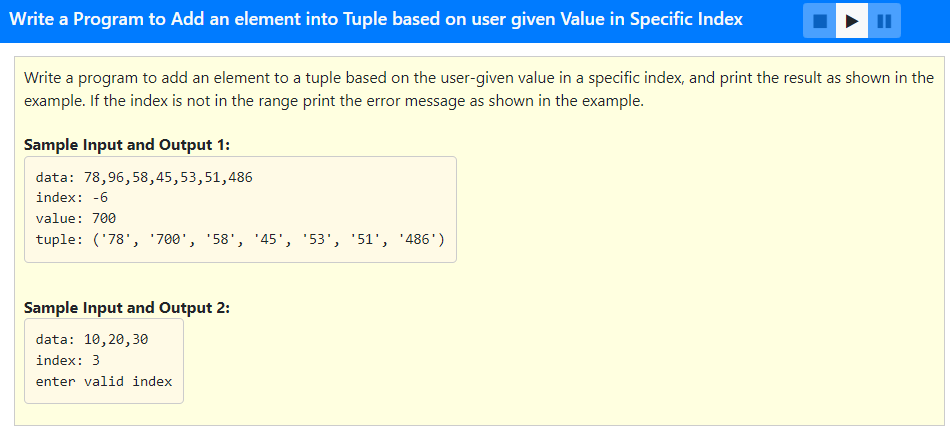 Write a Program to Add an element into Tuple based on user given Value in Specific Index
Write a program to add an element to a tuple based on the user-given value in a specific index, and print the result as shown in the
example. If the index is not in the range print the error message as shown in the example.
Sample Input and Output 1:
data: 78,96,58,45,53,51,486
index: -6
value: 700
tuple: ('78', '700', '58', '45', '53', '51', '486')
Sample Input and Output 2:
data: 10,20,30
index: 3
enter valid index